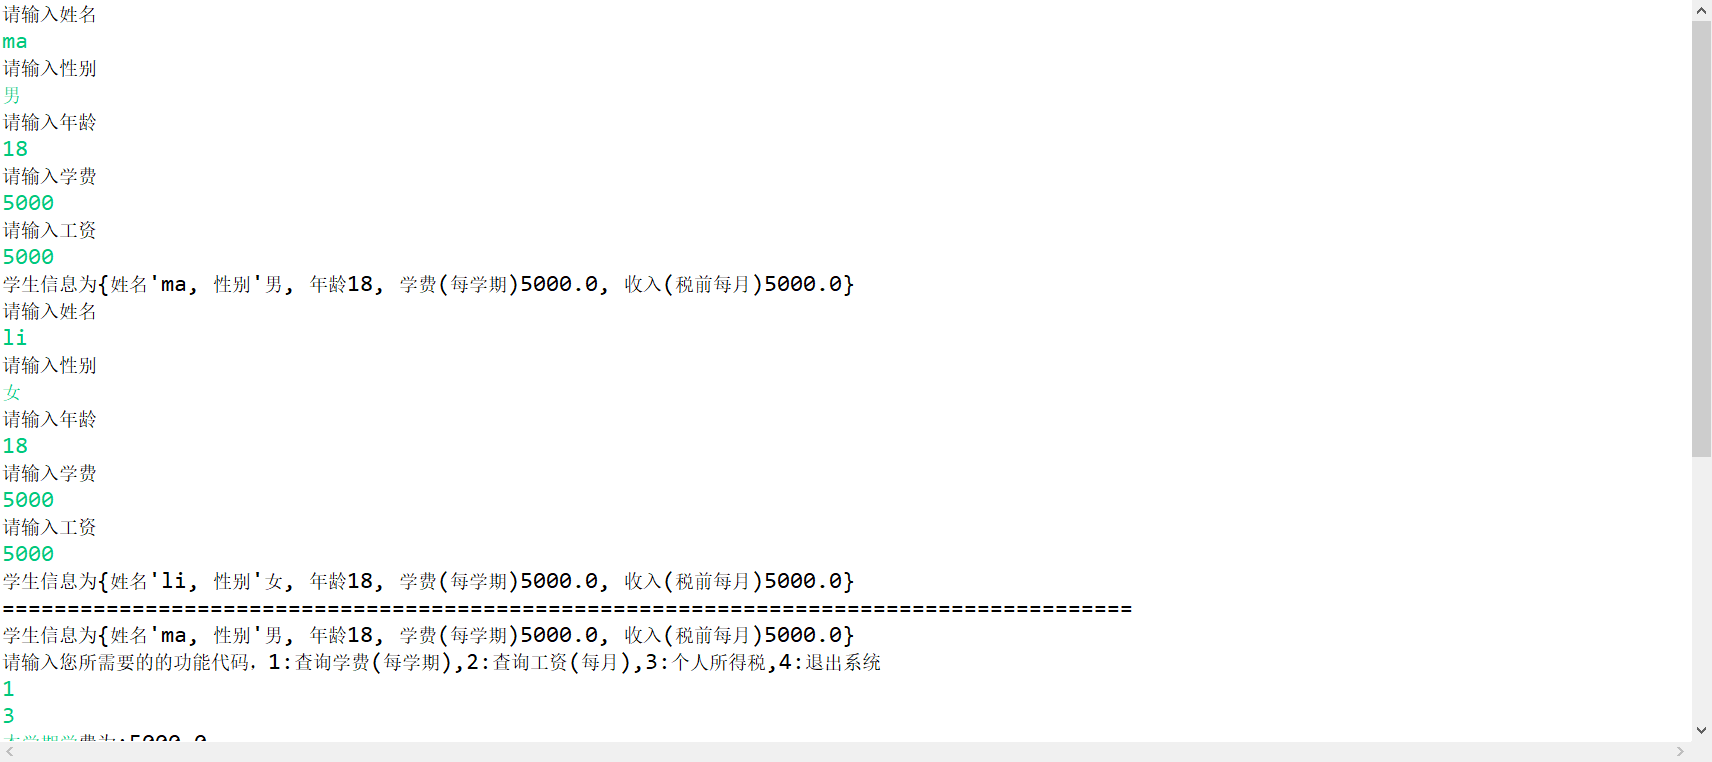 请输入姓名
ma
请输入性别
男
请输入年龄
18
请输入学费
5000
请输入工资
5000
学生信息为{姓名'ma, 性别'男, 年龄18, 学费(每学期)5000.0, 收入(税前每月)5000.0}
请输入姓名
li
请输入性别
女
请输入年龄
18
请输入学费
5000
请输入工资
5000
学生信息为{姓名'li, 性别'女, 年龄18, 学费(每学期)5000.0, 收入(税前每月)5000.0}
=======================================================================================
学生信息为{姓名'ma, 性别'男, 年龄18, 学费(每学期)5000.0, 收入(税前每月)5000.0}
请输入您所需要的的功能代码，1:查询学费(每学期),2:查询工资(每月),3:个人所得税,4:退出系统
1
3
本学期学费为:5000.0